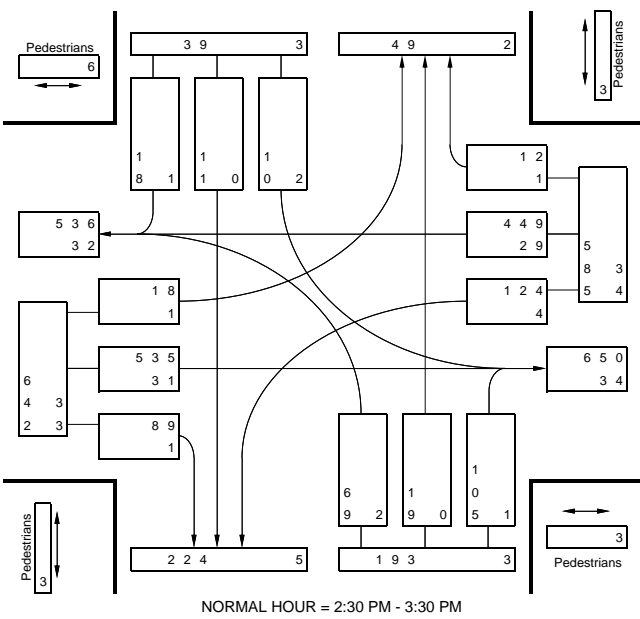 3 9 3
4 9 2
Pedestrians
6
Pedestrians
3
1
8 1
1
1 0
1
0 2
1 2
1
5 3 6
3 2
4 4 9
2 9
5
8 3
5 4
1 8
1
1 2 4
4
5 3 5
3 1
6 5 0
3 4
6
4 3
2 3
8 9
1
6
9 2
1
9 0
1
0
5 1
Pedestrians
3
3
Pedestrians
2 2 4 5
1 9 3 3
NORMAL HOUR = 2:30 PM - 3:30 PM